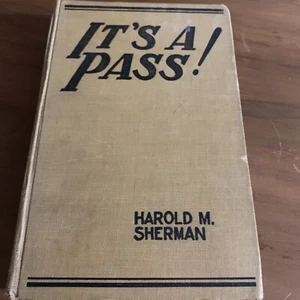 IT'S A
PASS!
HAROLD M.
SHERMAN